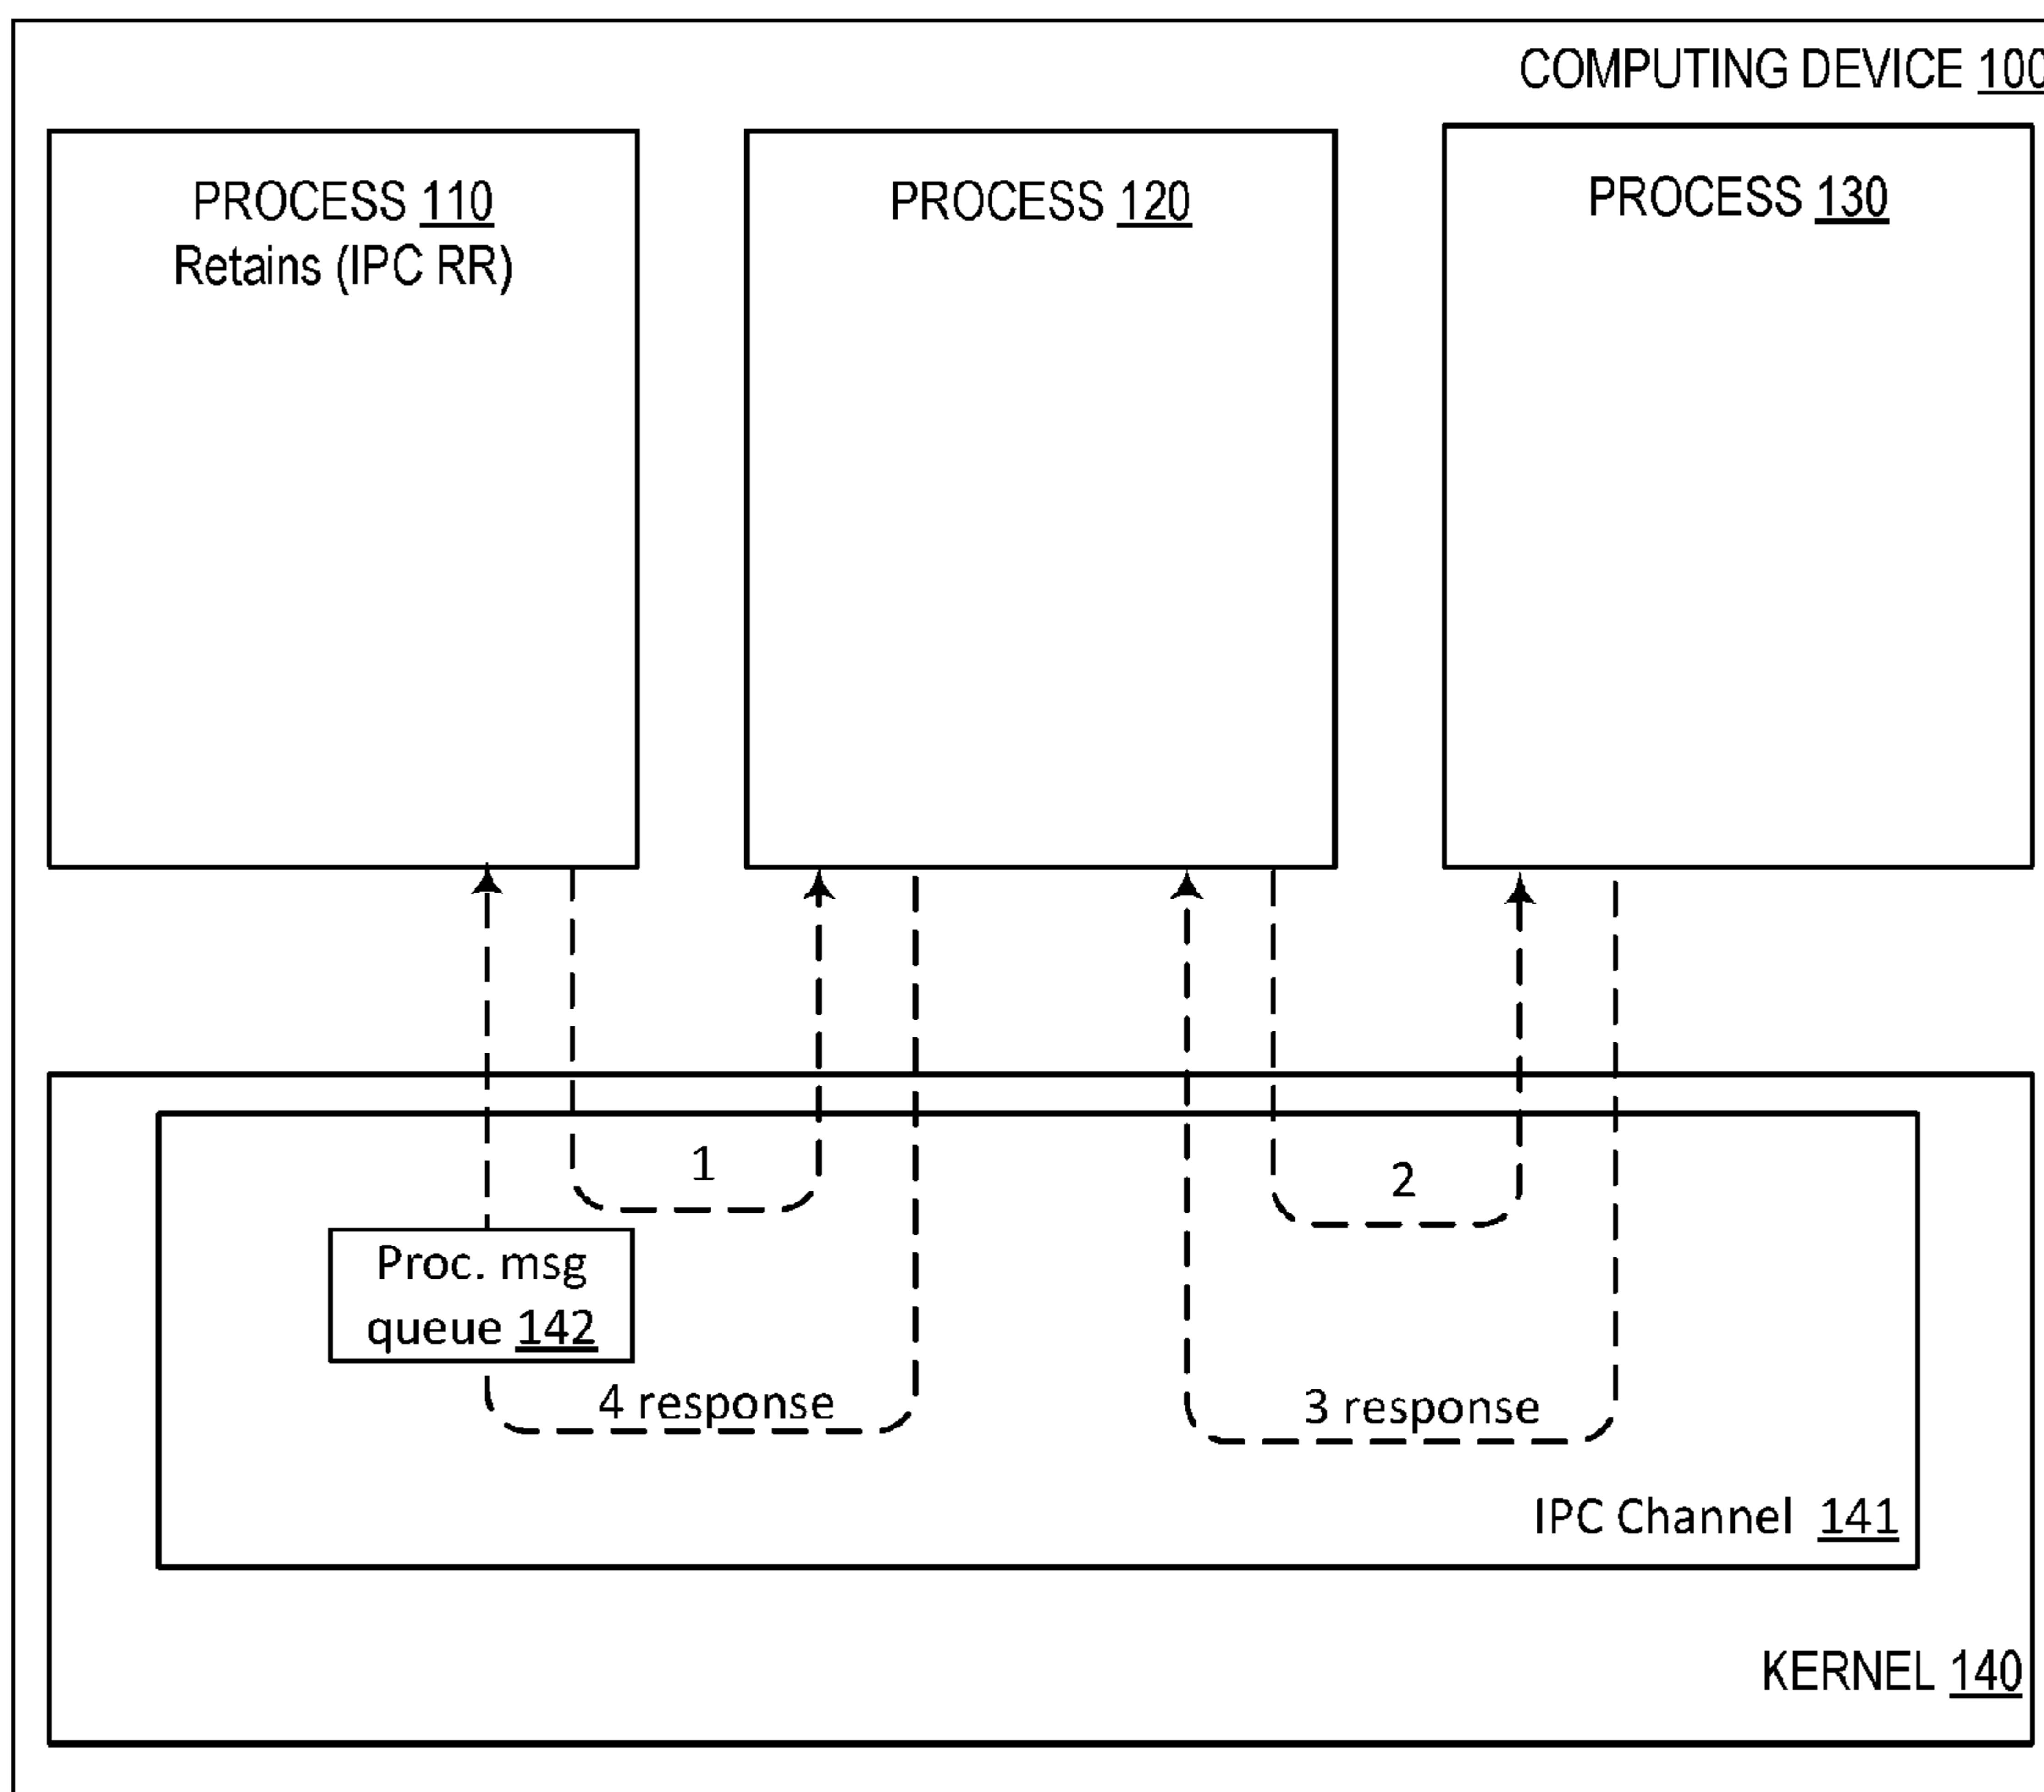 COMPUTING DEVICE 100
PROCESS 110
Retains (IPC RR)
PROCESS 120
PROCESS 130
1
2
Proc. msg
queue 142
4 response
3 response
IPC Channel 141
KERNEL 140